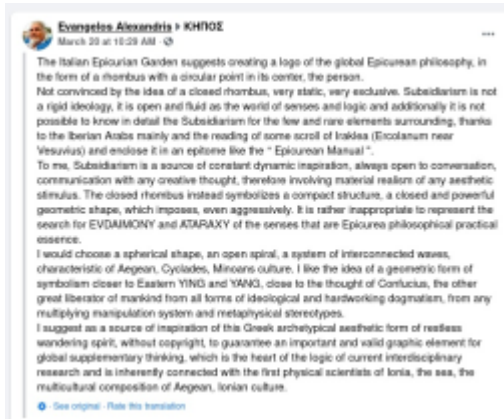 Evangelos Alexandris ▸ ΚΗΠΟΣ
March 20 at 10:29 AM ·
The Italian Epicurian Garden suggests creating a logo of the global Epicurean philosophy, in
the form of a rhombus with a circular point in its center, the person.
Not convinced by the idea of a closed rhombus, very static, very exclusive. Subsidiarism is not
a rigid ideology, it is open and fluid as the world of senses and logic and additionally it is not
possible to know in detail the Subsidiarism for the few and rare elements surrounding, thanks
to the Iberian Arabs mainly and the reading of some scroll of Iraklea (Ercolanum near
Vesuvius) and enclose it in an epitome like the " Epicurean Manual ".
To me, Subsidiarism is a source of constant dynamic inspiration, always open to conversation,
communication with any creative thought, therefore involving material realism of any aesthetic
stimulus. The closed rhombus instead symbolizes a compact structure, a closed and powerful
geometric shape, which imposes, even aggressively. It is rather inappropriate to represent the
search for EVDAIMONY and ATARAXY of the senses that are Epicurea philosophical practical
essence.
I would choose a spherical shape, an open spiral, a system of interconnected waves,
characteristic of Aegean, Cyclades, Minoans culture. I like the idea of a geometric form of
symbolism closer to Eastern YING and YANG, close to the thought of Confucius, the other
great liberator of mankind from all forms of ideological and hardworking dogmatism, from any
multiplying manipulation system and metaphysical stereotypes.
I suggest as a source of inspiration of this Greek archetypical aesthetic form of restless
wandering spirit, without copyright, to guarantee an important and valid graphic element for
global supplementary thinking, which is the heart of the logic of current interdisciplinary
research and is inherently connected with the first physical scientists of Ionia, the sea, the
multicultural composition of Aegean, Ionian culture.
· See original · Rate this translation